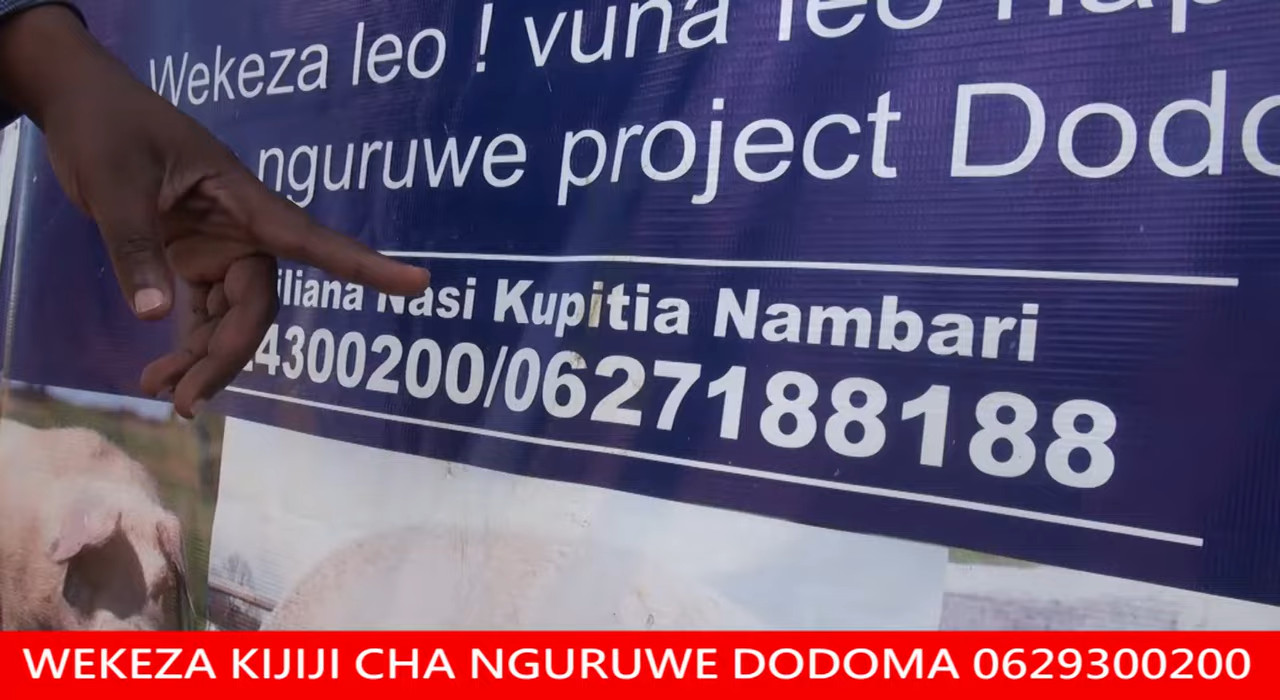 Wekeza leo ! vuna leo
nguruwe project
Nasi Kupitia Nambari
4300200/0627188188
WEKEZA KIJIJI CHA NGURUWE DODOMA 0629300200